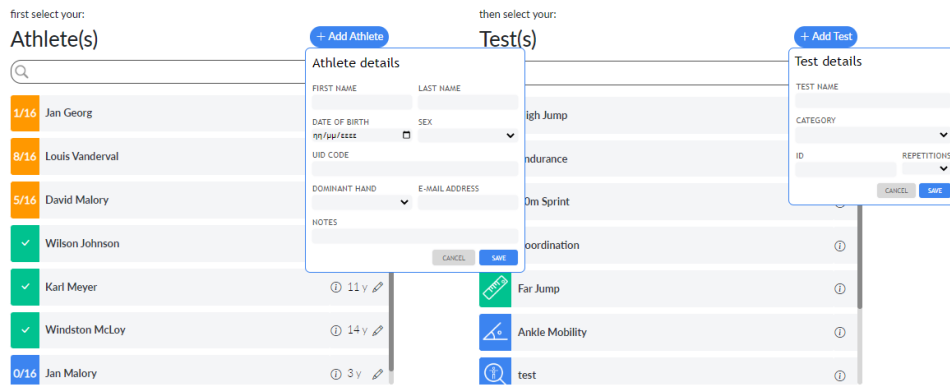 first select your:
Athlete(s)
+ Add Athlete
1/16 Jan Georg
8/16 Louis Vanderval
5/16 David Malory
Wilson Johnson
Karl Meyer 11 y
Windston McLoy 14 y
0/16 Jan Malory 3 y
Athlete details
FIRST NAME LAST NAME
DATE OF BIRTH SEX
ηη/μμ/εεεε
UID CODE
DOMINANT HAND E-MAIL ADDRESS
NOTES
CANCEL SAVE
then select your:
Test(s)
+ Add Test
igh Jump
ndurance
0m Sprint
oordination
Far Jump
Ankle Mobility
test
Test details
TEST NAME
CATEGORY
ID REPETITIONS
CANCEL SAVE